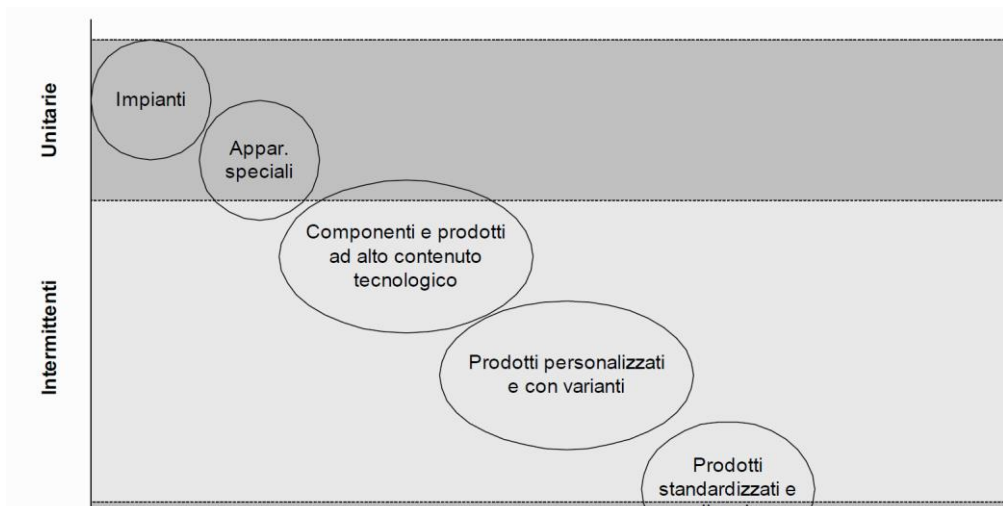 Unitarie
Impianti
Appar.
speciali
Intermittenti
Componenti e prodotti
ad alto contenuto
tecnologico
Prodotti personalizzati
e con varianti
Prodotti
standardizzati e